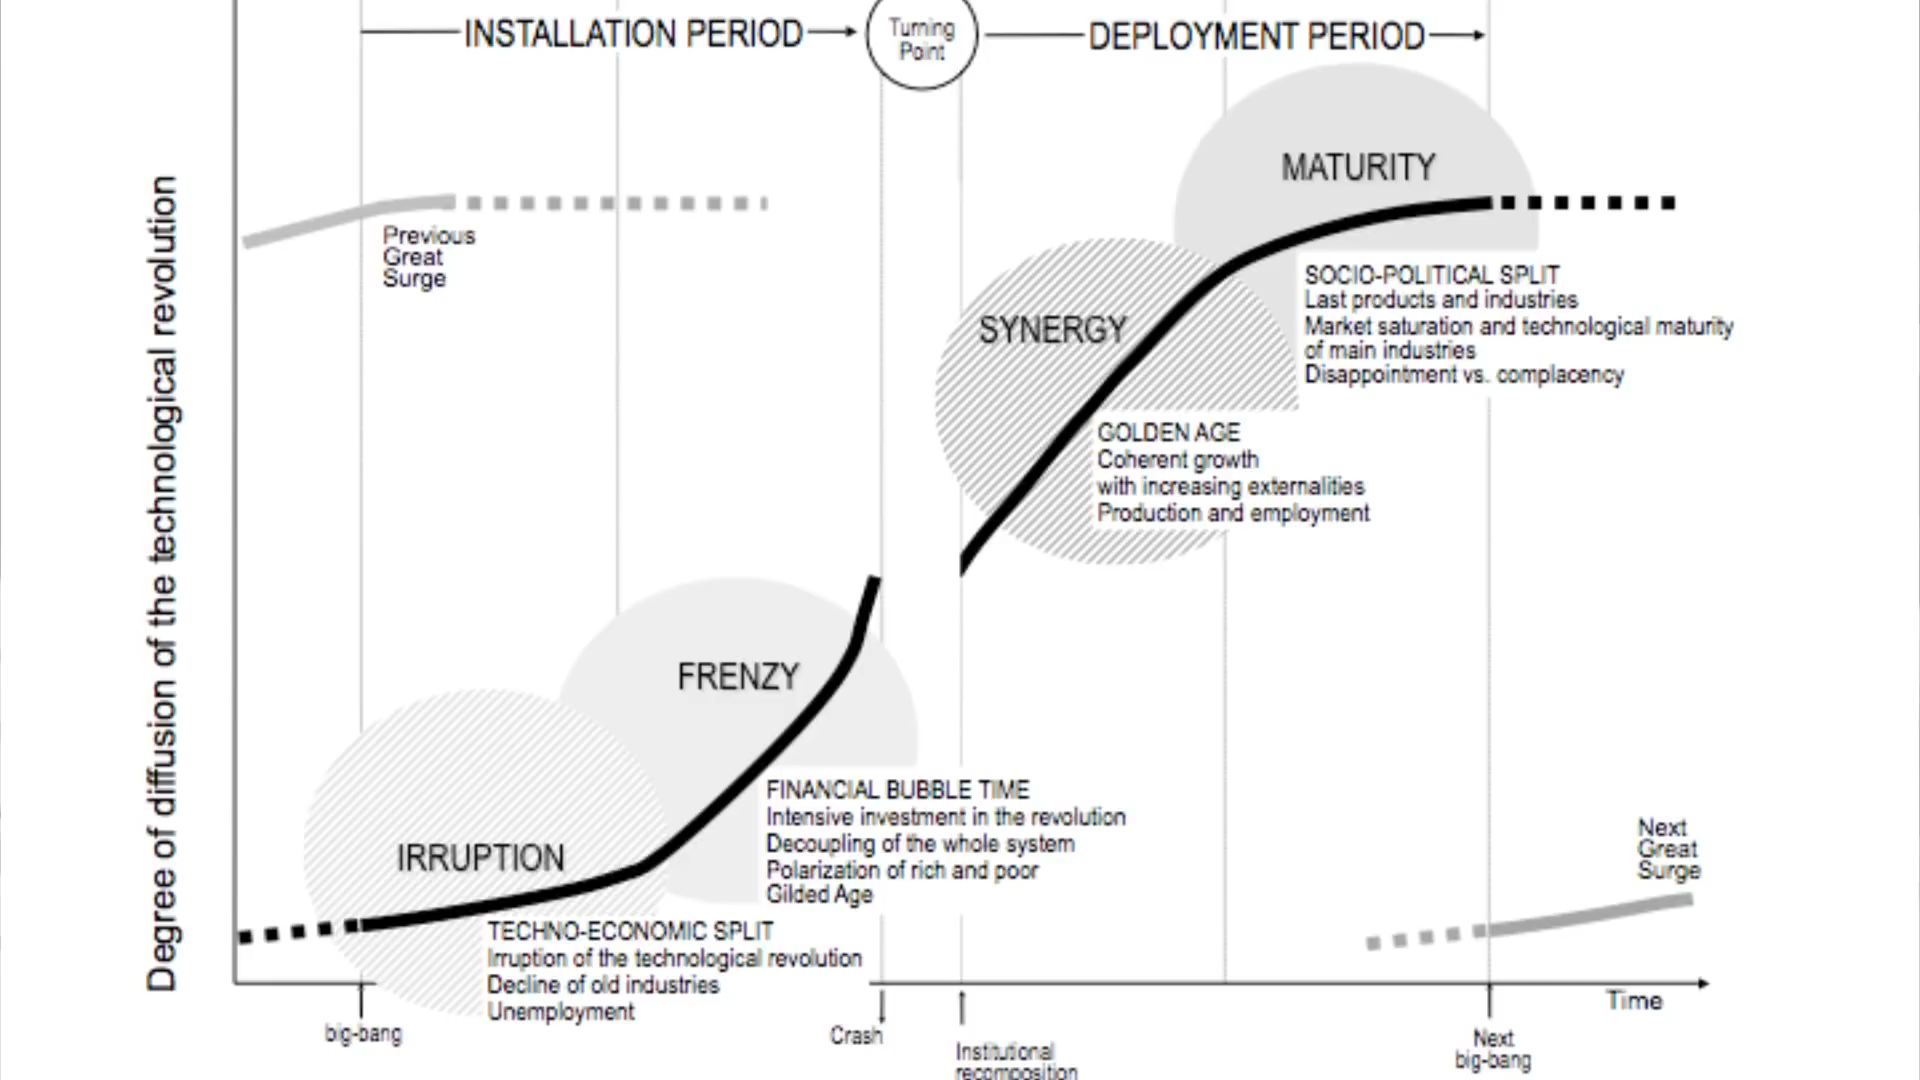 INSTALLATION PERIOD
Turning
Point
DEPLOYMENT PERIOD
MATURITY
Previous
Great
Surge
SOCIO-POLITICAL SPLIT
Last products and industries
Market saturation and technological maturity
of main industries
Disappointment vs. complacency
SYNERGY
GOLDEN AGE
Coherent growth
with increasing externalities
Production and employment
Degree of diffusion of the technological revolution
FRENZY
FINANCIAL BUBBLE TIME
Intensive investment in the revolution
Decoupling of the whole system
Polarization of rich and poor
Gilded Age
IRRUPTION
TECHNO-ECONOMIC SPLIT
Irruption of the technological revolution
Decline of old industries
Unemployment
Next
Great
Surge
Time
big-bang
Crash
Institutional
recomposition
Next
big-bang